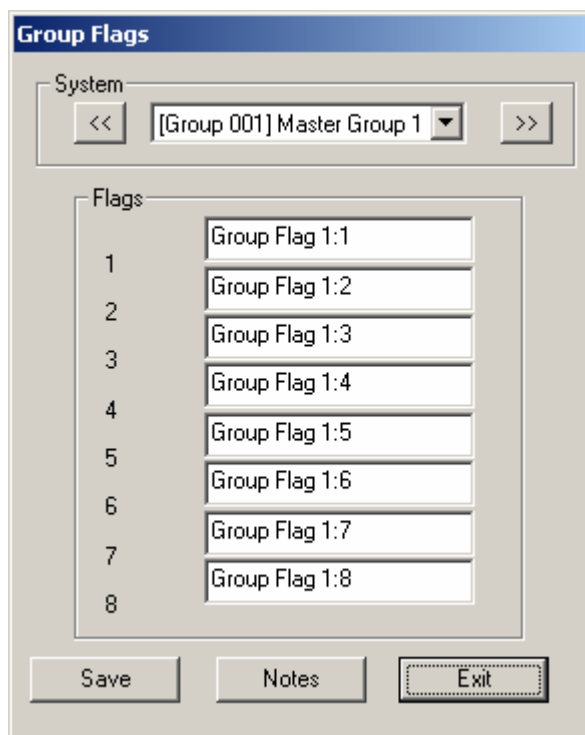 Group Flags
System
<< [Group 001] Master Group 1 >>
Flags
Group Flag 1:1
1
Group Flag 1:2
2
Group Flag 1:3
3
Group Flag 1:4
4
Group Flag 1:5
5
Group Flag 1:6
6
Group Flag 1:7
7
Group Flag 1:8
8
Save Notes Exit